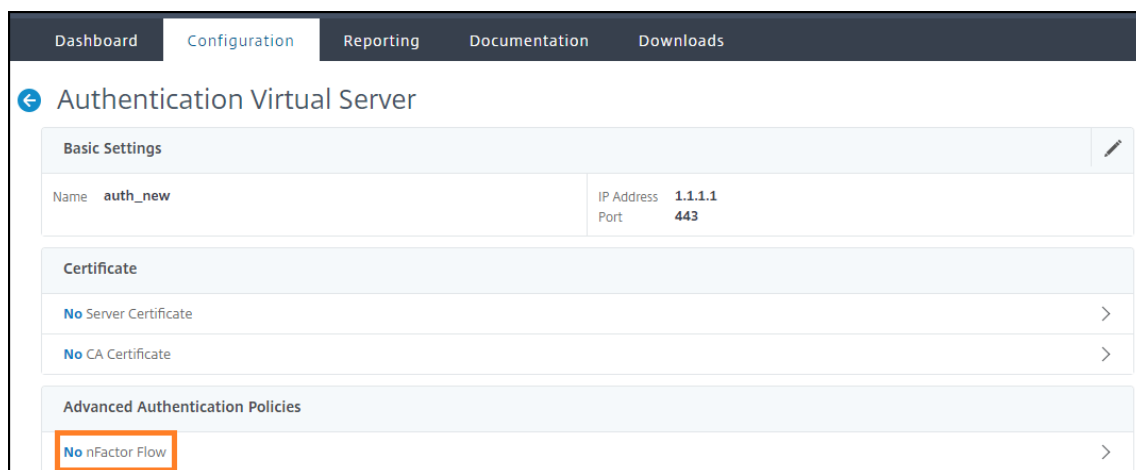 Dashboard Configuration Reporting Documentation Downloads
Authentication Virtual Server
Basic Settings
Name auth_new IP Address 1.1.1.1
Port 443
Certificate
No Server Certificate
No CA Certificate
Advanced Authentication Policies
No nFactor Flow